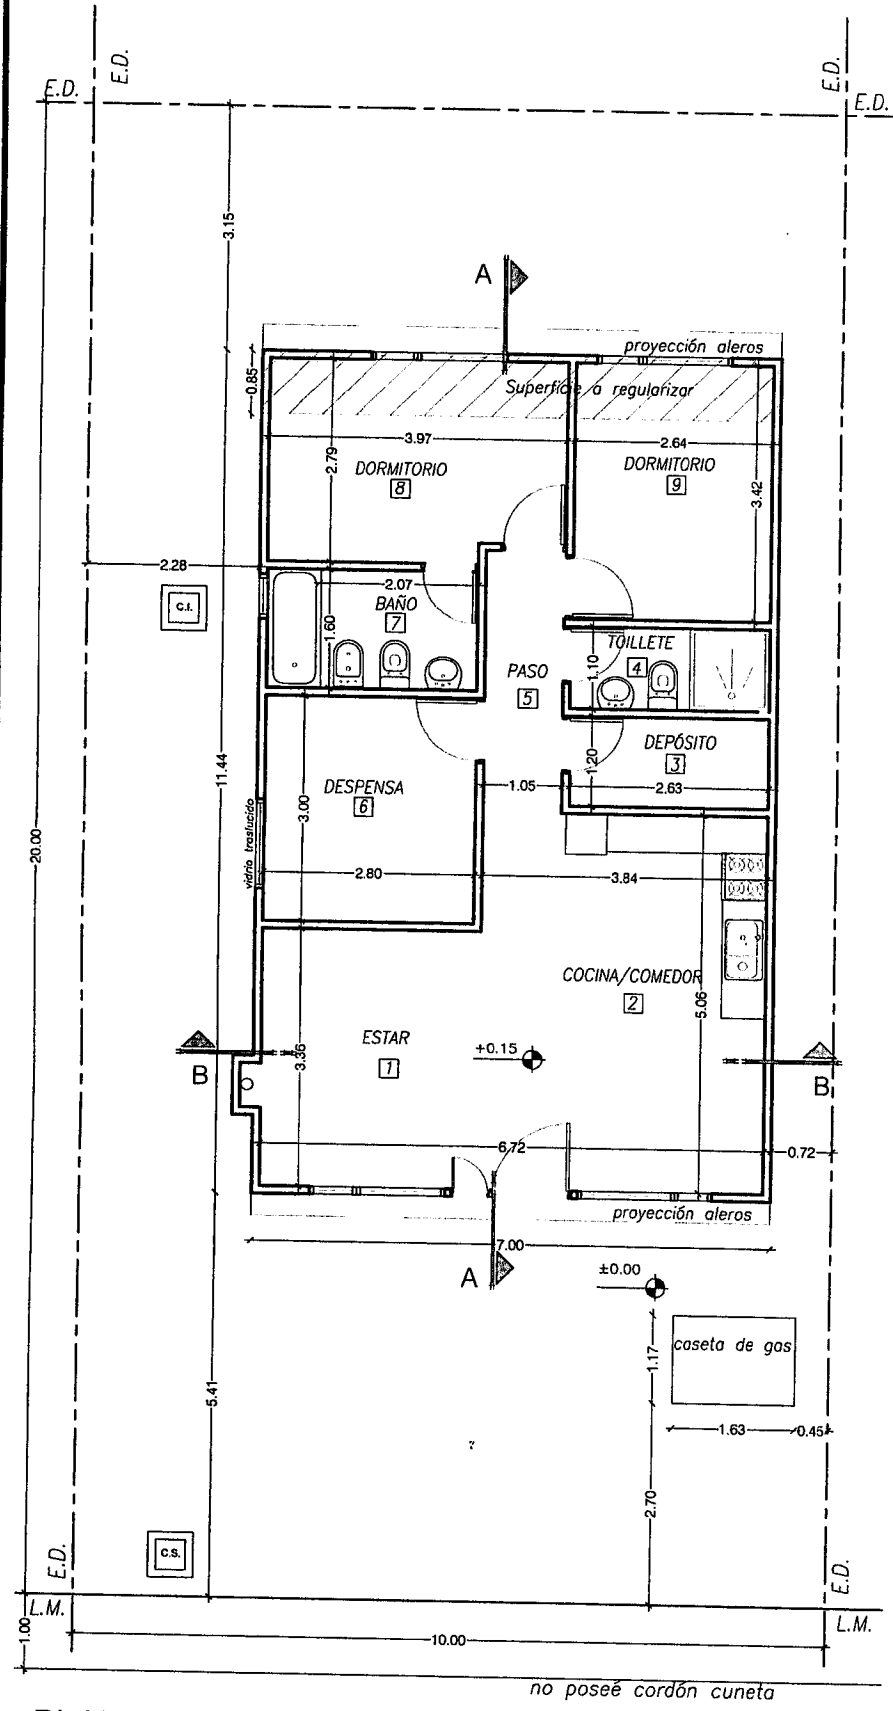 E.D.
E.D.
E.D.
E.D.
3.15
A
proyección aleros
0.85
Superficie a regularizar
3.97
2.64
2.79
DORMITORIO
8
DORMITORIO
9
3.42
2.28
C.I.
2.07
BAÑO
7
1.60
TOILLETE
4
1.10
PASO
5
DEPÓSITO
3
1.20
1.05
2.63
11.44
DESPENSA
6
3.00
vidrio traslucido
20.00
2.80
3.84
COCINA/COMEDOR
2
5.06
ESTAR
1
3.36
+0.15
B
B
6.72
0.72
proyección aleros
7.00
A
±0.00
caseta de gas
1.17
5.41
1.63
0.45
2.70
C.S.
E.D.
E.D.
L.M.
L.M.
1.00
10.00
no poseé cordón cuneta